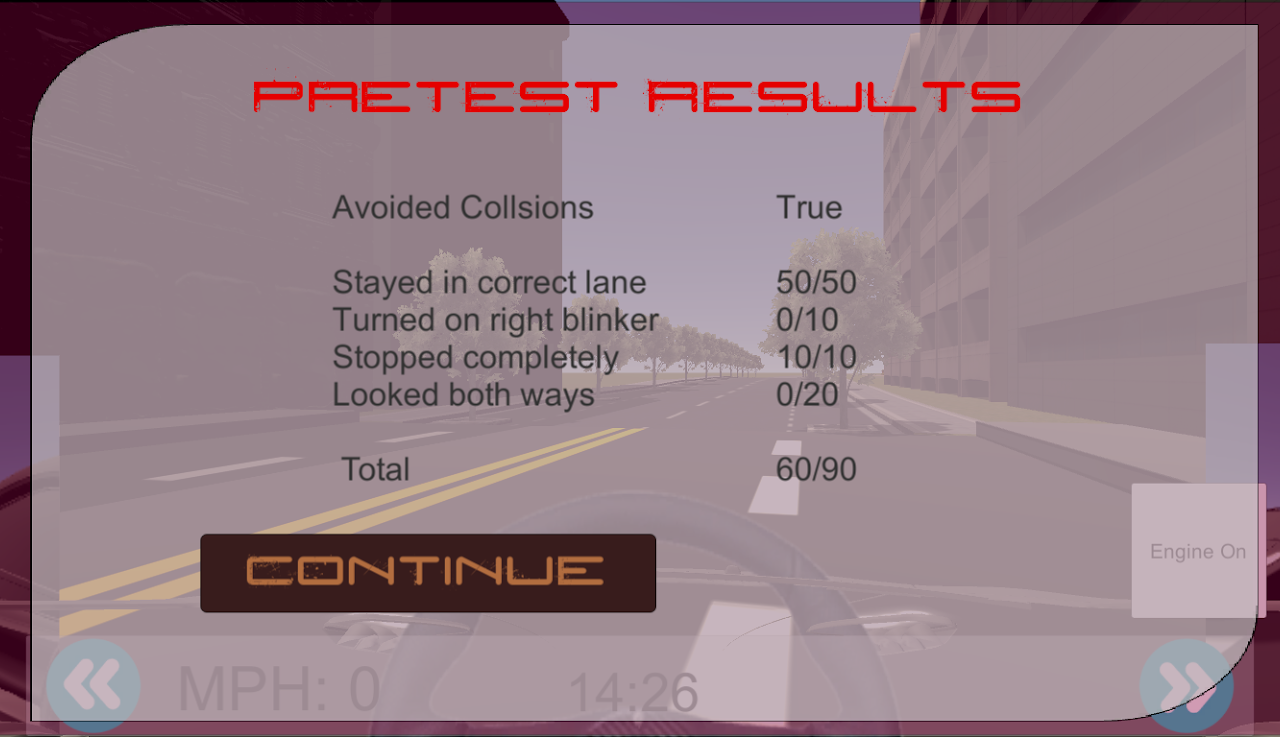 PRETEST RESULTS
Avoided Collsions True
Stayed in correct lane 50/50
Turned on right blinker 0/10
Stopped completely 10/10
Looked both ways 0/20
Total 60/90
Engine On
CONTINUE
MPH: 0 14:26